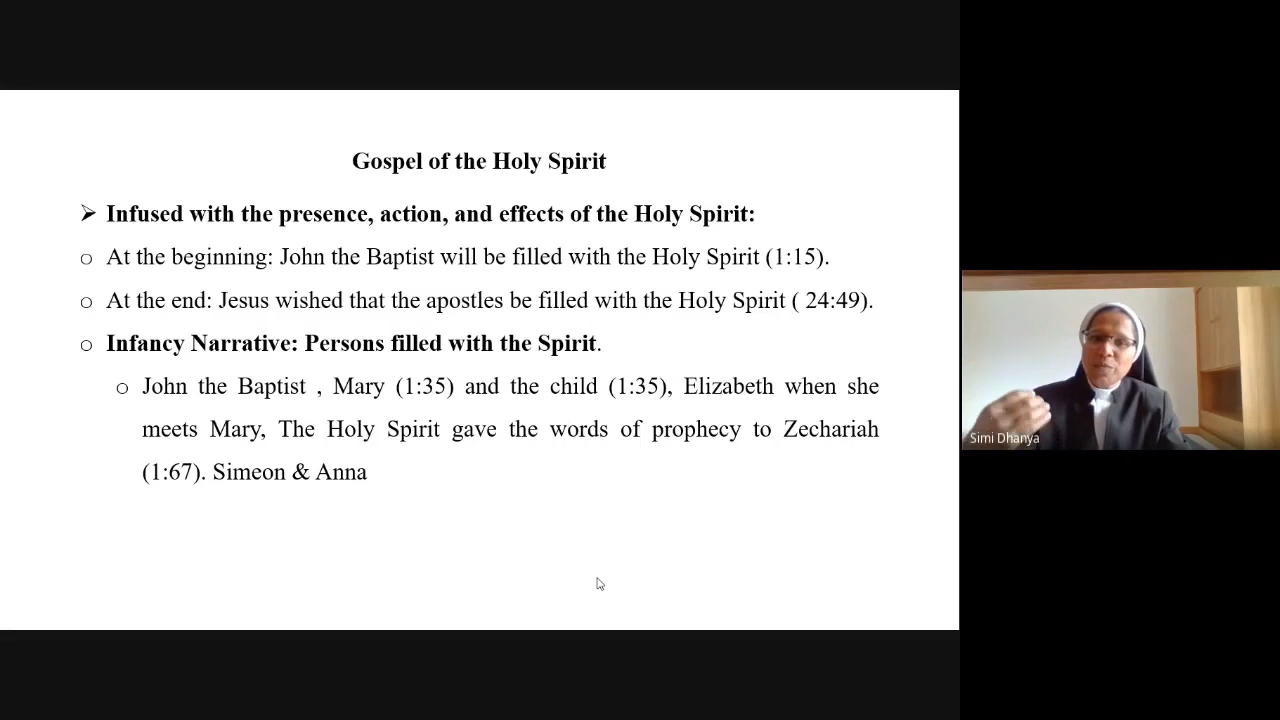 Gospel of the Holy Spirit
➢ Infused with the presence, action, and effects of the Holy Spirit:
o At the beginning: John the Baptist will be filled with the Holy Spirit (1:15).
o At the end: Jesus wished that the apostles be filled with the Holy Spirit ( 24:49).
o Infancy Narrative: Persons filled with the Spirit.
o John the Baptist , Mary (1:35) and the child (1:35), Elizabeth when she
meets Mary, The Holy Spirit gave the words of prophecy to Zechariah
(1:67). Simeon & Anna
Simi Dhanya